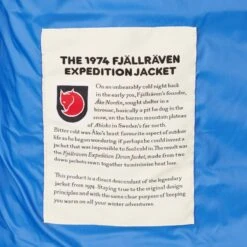 THE 1974 FJÄLLRÄVEN
EXPEDITION JACKET
On an unbearably cold night back
in the early 70s, Fjällräven's founder,
Åke Nordin, sought shelter in a
bivouac, basically a pit he dug in the
snow, on the barren mountain plateau
of Abisko in Sweden's far north.
Bitter cold was Åke's least favourite aspect of outdoor
life so he began wondering if perhaps he could invent a
jacket to help him avoid it. The result was the
Fjällräven Expedition Down Jacket, made from two
down jackets sewn together to minimise heat loss.
This product is a direct descendant of the legendary
jacket from 1974. Staying true to the original design
principles and with the same clear purpose of keeping
you warm on all your winter adventures.